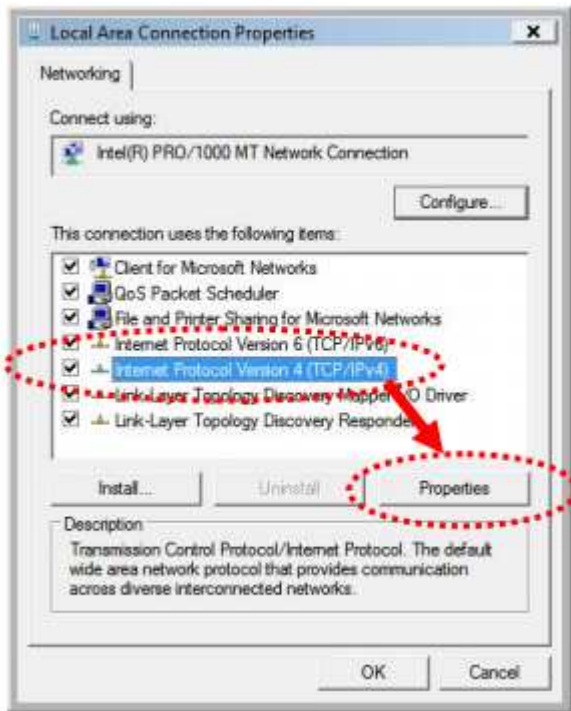 Local Area Connection Properties
Networking
Connect using:
Intel(R) PRO/1000 MT Network Connection
Configure...
This connection uses the following items:
Client for Microsoft Networks
QoS Packet Scheduler
File and Printer Sharing for Microsoft Networks
Internet Protocol Version 6 (TCP/IPv6)
Internet Protocol Version 4 (TCP/IPv4)
Link-Layer Topology Discovery Mapper I/O Driver
Link-Layer Topology Discovery Responder
Install...
Uninstall
Properties
Description
Transmission Control Protocol/Internet Protocol. The default
wide area network protocol that provides communication
across diverse interconnected networks.
OK
Cancel